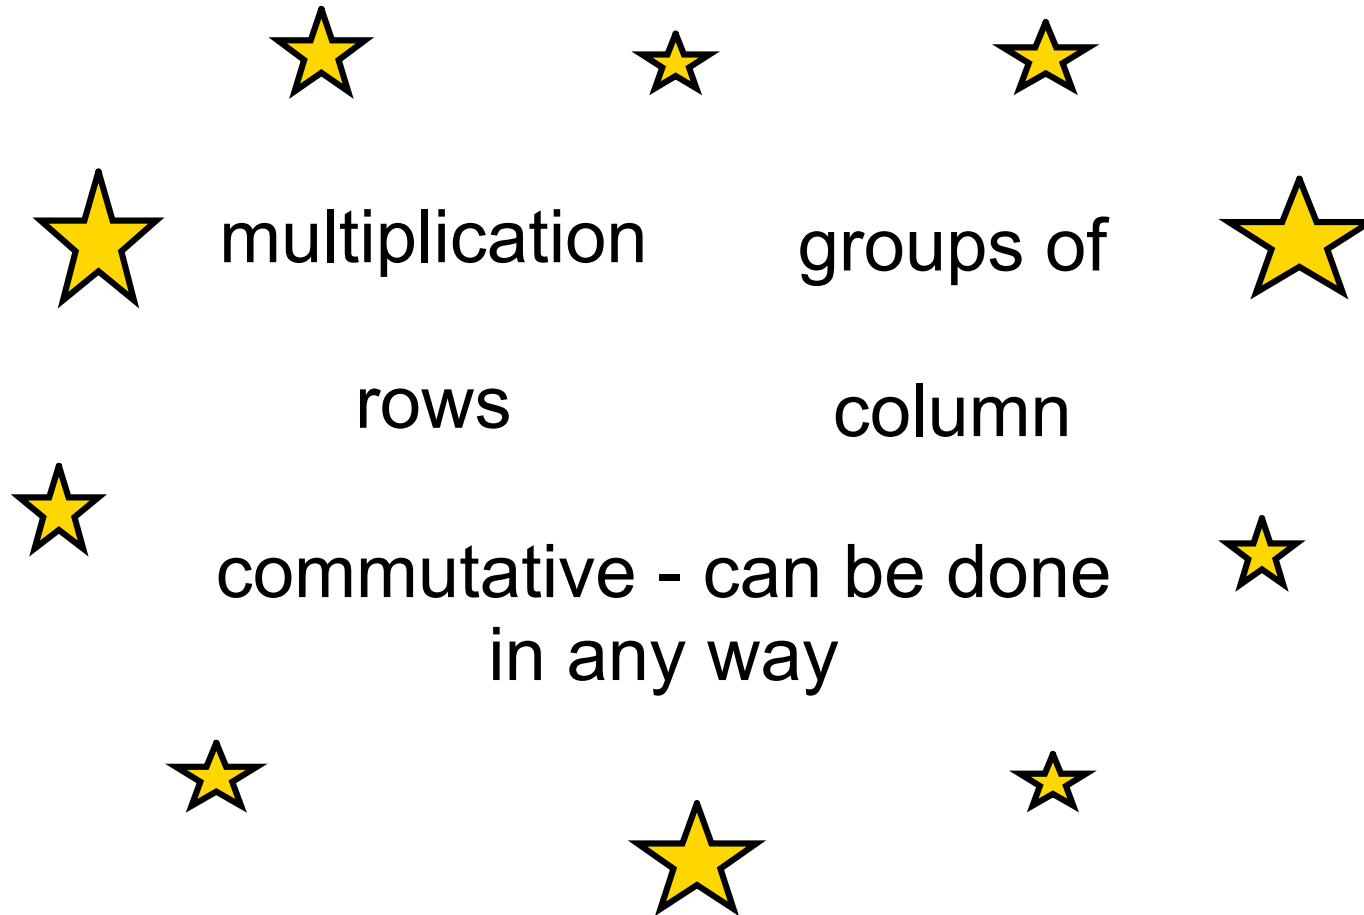 multiplication
groups of
rows
column
commutative - can be done
in any way